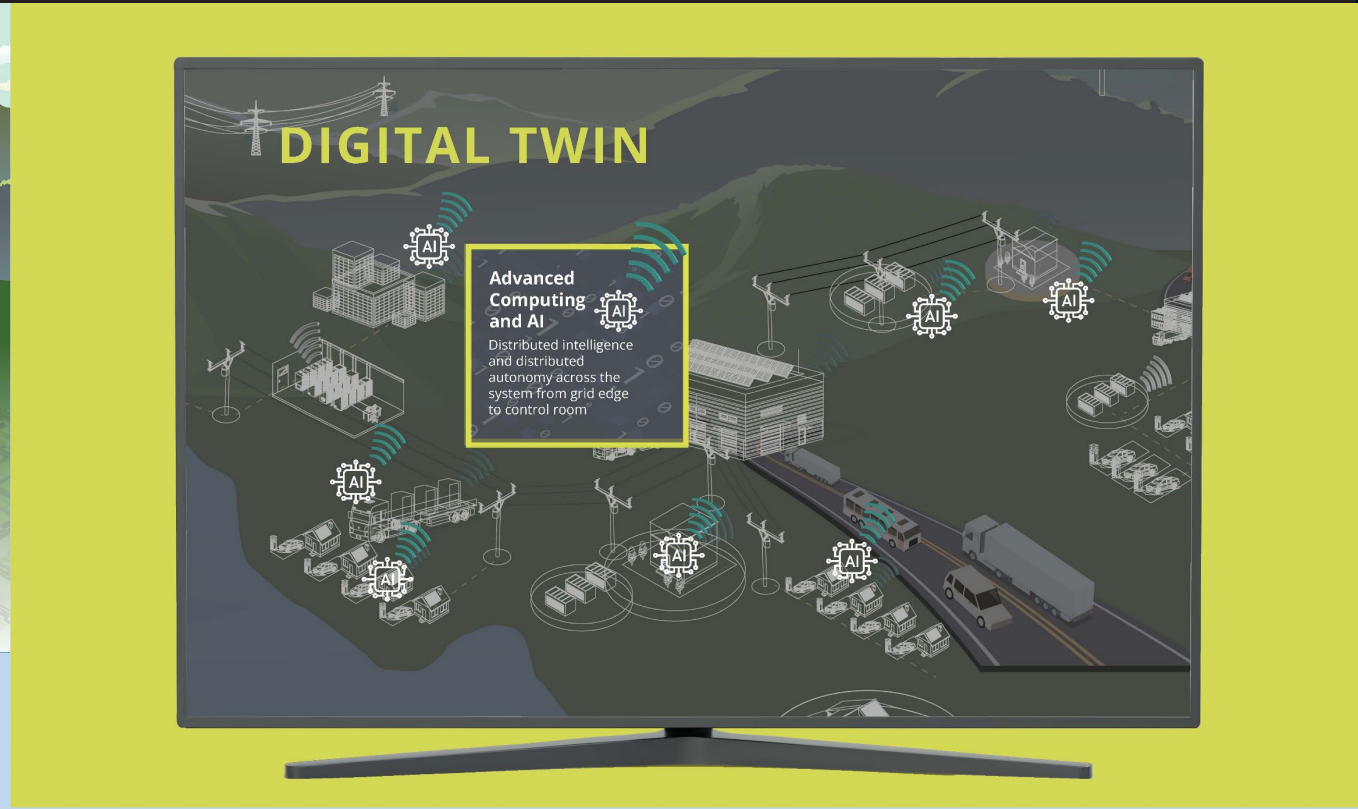 DIGITAL TWIN
AI
Advanced
Computing
and AI
AI
Distributed intelligence
and distributed
autonomy across the
system from grid edge
to control room
AI
AI
AI
AI
AI
AI